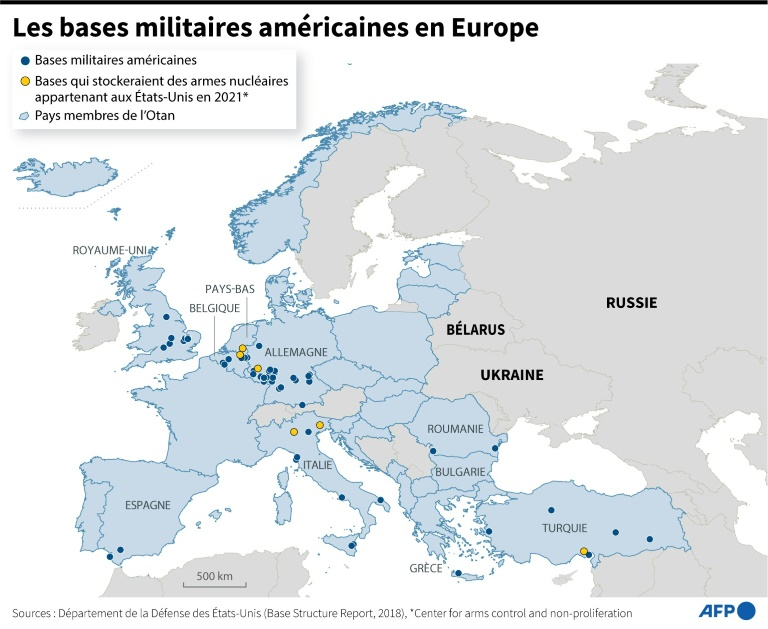 Les bases militaires américaines en Europe
Bases militaires américaines
Bases qui stockeraient des armes nucléaires
appartenant aux États-Unis en 2021*
Pays membres de l'Otan
ROYAUME-UNI
PAYS-BAS
BELGIQUE
RUSSIE
BÉLARUS
ALLEMAGNE
UKRAINE
ROUMANIE
ITALIE
BULGARIE
ESPAGNE
TURQUIE
GRÈCE
500 km
Sources : Département de la Défense des États-Unis (Base Structure Report, 2018), *Center for arms control and non-proliferation
AFP